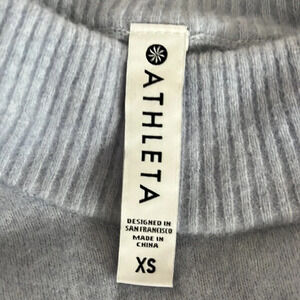 ATHLETA
DESIGNED IN
SAN FRANCISCO
MADE IN
CHINA
XS